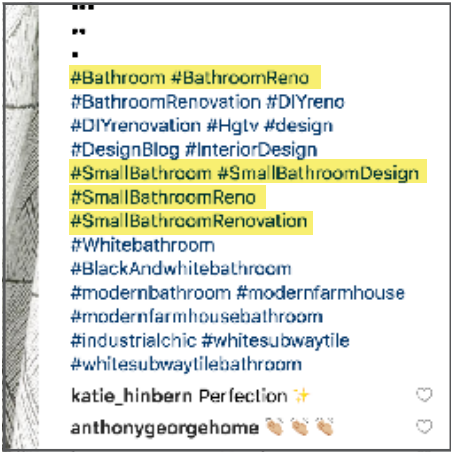 #Bathroom #BathroomReno
#BathroomRenovation #DIYreno
#DIYrenovation #Hgtv #design
#DesignBlog #InteriorDesign
#SmallBathroom #SmallBathroomDesign
#SmallBathroomReno
#SmallBathroomRenovation
#Whitebathroom
#BlackAndwhitebathroom
#modernbathroom #modernfarmhouse
#modernfarmhousebathroom
#industrialchic #whitesubwaytile
#whitesubwaytilebathroom
katie_hinbern Perfection ✨
anthonygeorgehome 👏🏼 👏🏼 👏🏼